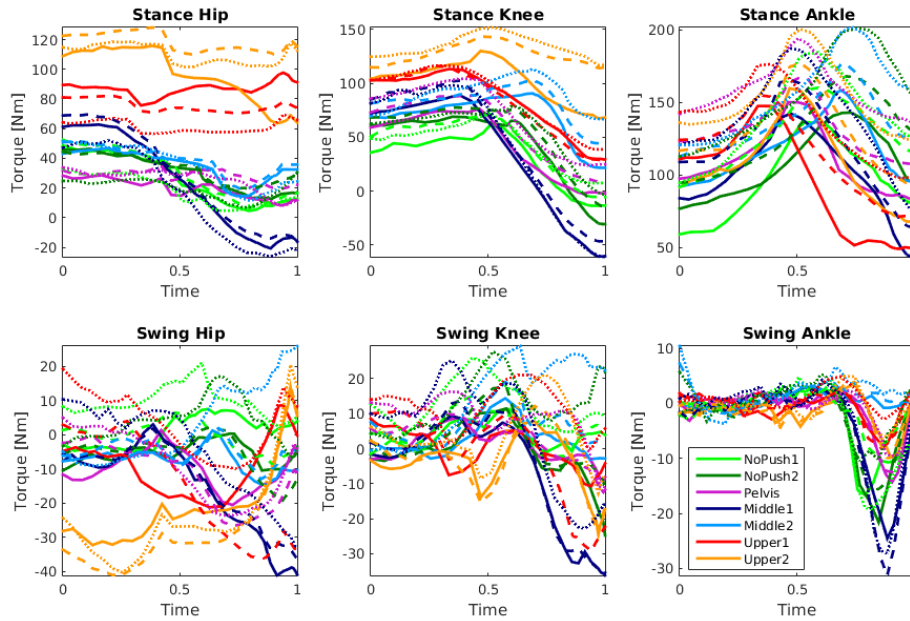 Stance Hip
Stance Knee
Stance Ankle
Torque [Nm]
120
100
80
60
40
20
0
-20
0
0.5
1
Time
Torque [Nm]
150
100
50
0
-50
0
0.5
1
Time
Torque [Nm]
200
150
100
50
0
0.5
1
Time
Swing Hip
Swing Knee
Swing Ankle
Torque [Nm]
20
10
0
-10
-20
-30
-40
0
0.5
1
Time
Torque [Nm]
20
10
0
-10
-20
-30
0
0.5
1
Time
Torque [Nm]
10
0
-10
-20
-30
NoPush1
NoPush2
Pelvis
Middle1
Middle2
Upper1
Upper2
0
0.5
1
Time